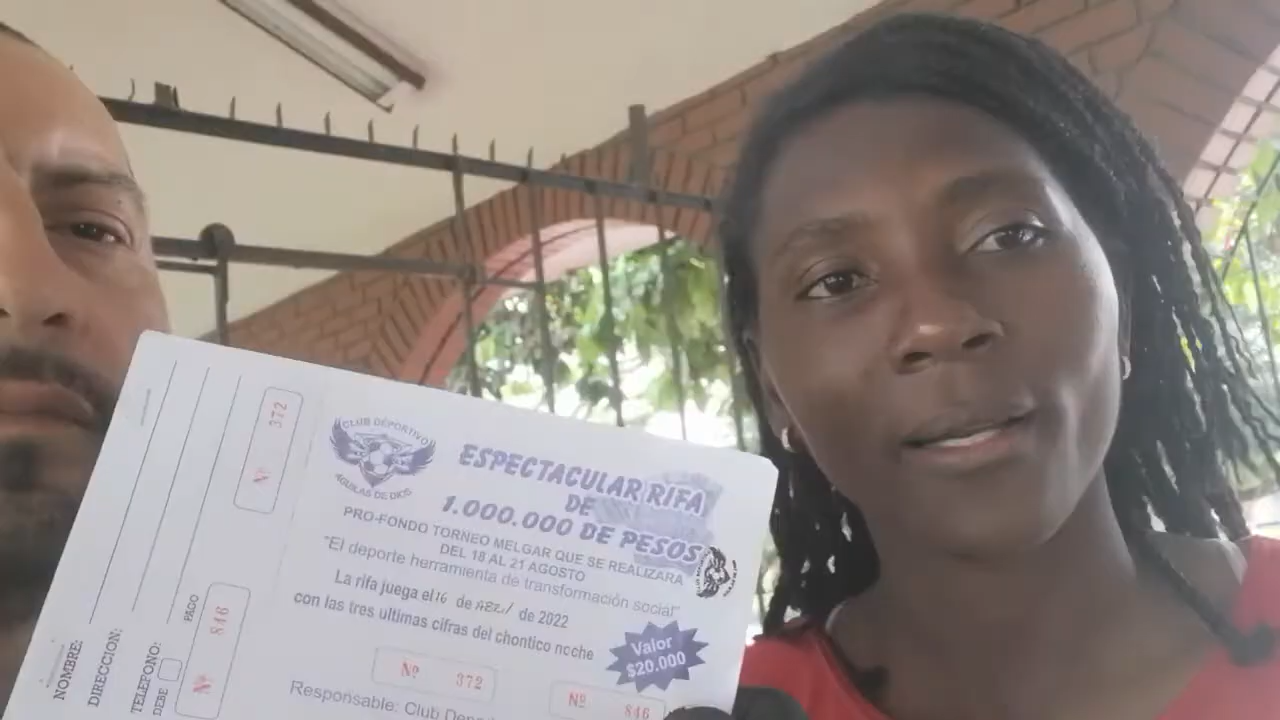 CLUB DEPORTIVO
AGUILAS DE DIOS
ESPECTACULAR RIFA
DE
1.000.000 DE PESOS
PRO-FONDO TORNEO MELGAR QUE SE REALIZARA
DEL 18 AL 21 AGOSTO
"El deporte herramienta de transformación social"
La rifa juega el 16 de ABRil de 2022
con las tres ultimas cifras del chontico noche
Valor
$20.000
Nº 372
Nº 846
Responsable: Club
NOMBRE:
DIRECCION:
TELEFONO:
DEBE
PAGO
Nº 372
Nº 846